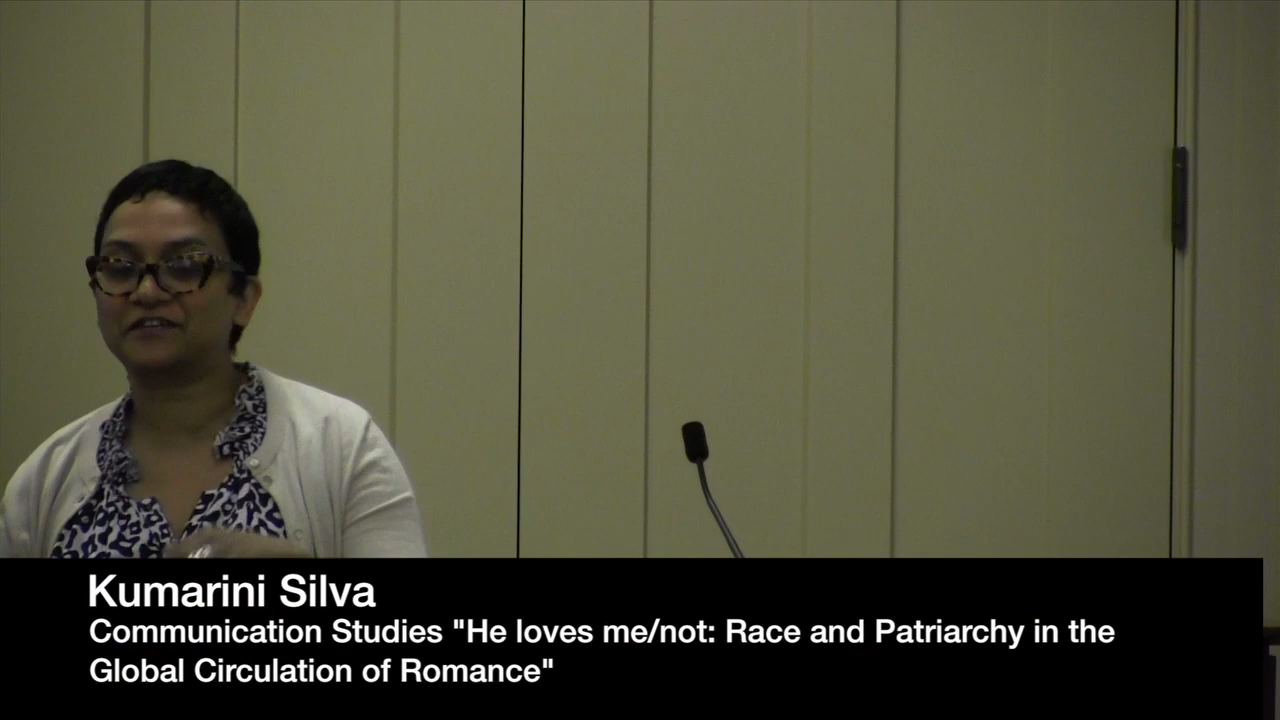 Kumarini Silva
Communication Studies "He loves me/not: Race and Patriarchy in the
Global Circulation of Romance"